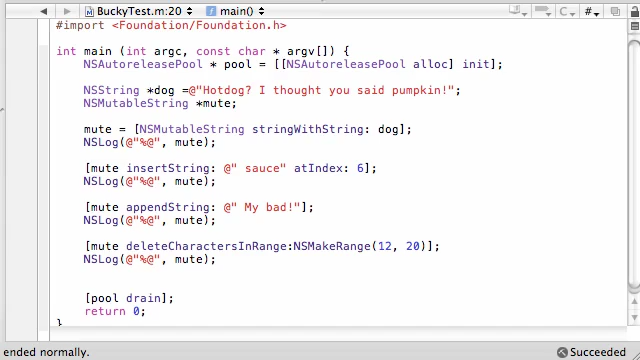 BuckyTest.m:20 main() C #
#import <Foundation/Foundation.h>
int main (int argc, const char * argv[]) {
NSAutoreleasePool * pool = [[NSAutoreleasePool alloc] init];
NSString *dog =@"Hotdog? I thought you said pumpkin!";
NSMutableString *mute;
mute = [NSMutableString stringWithString: dog];
NSLog(@"%@", mute);
[mute insertString: @" sauce" atIndex: 6];
NSLog(@"%@", mute);
[mute appendString: @" My bad!"];
NSLog(@"%@", mute);
[mute deleteCharactersInRange:NSMakeRange(12, 20)];
NSLog(@"%@", mute);
[pool drain];
return 0;
}
ended normally. Succeeded